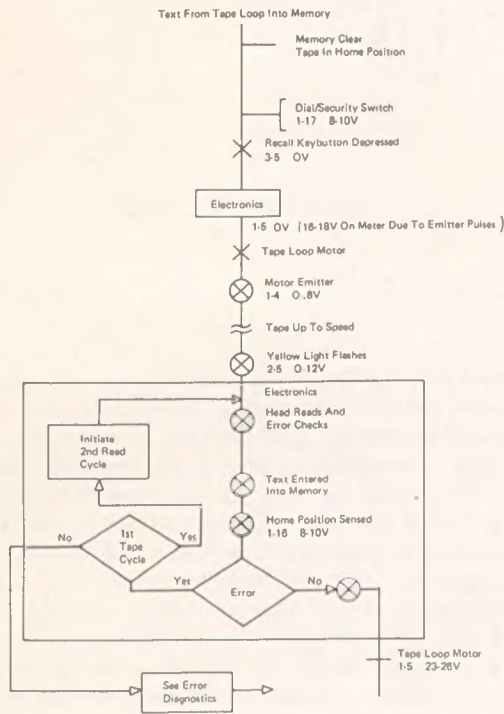 Text From Tape Loop Into Memory
Memory Clear
Tape In Home Position
Dial/Security Switch
1-17 8-10V
Recall Keybutton Depressed
3-5 0V
Electronics
1-5 0V (16-18V On Meter Due To Emitter Pulses)
Tape Loop Motor
Motor Emitter
1-4 0.8V
Tape Up To Speed
Yellow Light Flashes
2-5 0-12V
Electronics
Head Reads And
Error Checks
Initiate
2nd Read
Cycle
Text Entered
Into Memory
Home Position Sensed
1-16 8-10V
No
1st
Tape
Cycle
Yes
Yes
Error
No
Tape Loop Motor
1-5 23-26V
See Error
Diagnostics